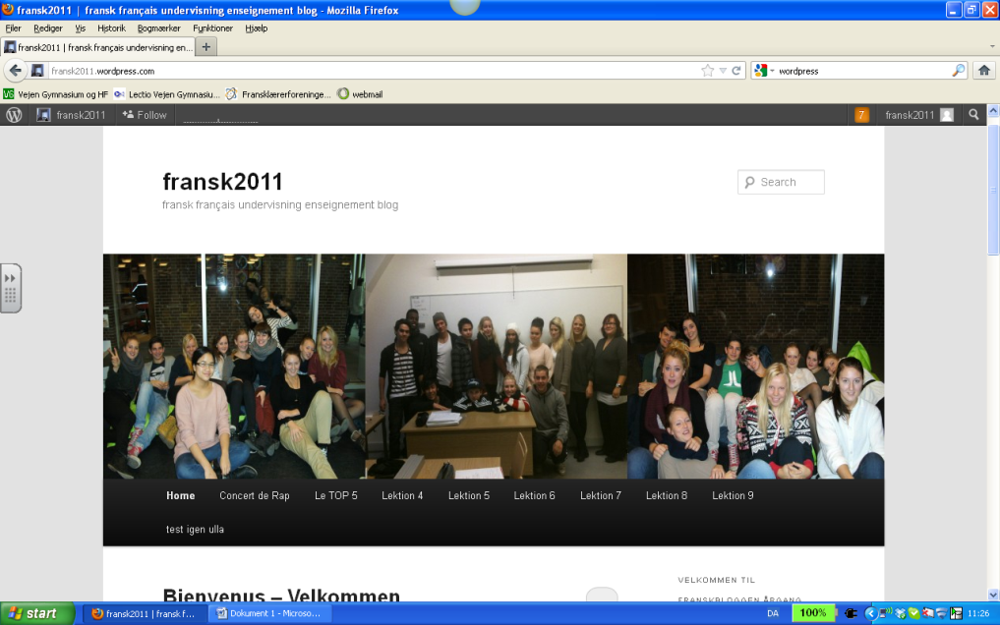 fransk2011 | fransk français undervisning enseignement blog - Mozilla Firefox
Filer Rediger Vis Historik Bogmærker Funktioner Hjælp
fransk2011 | fransk français undervisning en... +
fransk2011.wordpress.com wordpress
VG Vejen Gymnasium og HF Lectio Vejen Gymnasiu... Fransklærerforeninge... webmail
fransk2011 Follow 7 fransk2011
fransk2011
Search
fransk français undervisning enseignement blog
Home Concert de Rap Le TOP 5 Lektion 4 Lektion 5 Lektion 6 Lektion 7 Lektion 8 Lektion 9
test igen ulla
VELKOMMEN TIL
Bienvenus – Velkommen
FRANSKBLOGGEN ÅRGANG
start fransk2011 | fransk f... Dokument 1 - Microso... DA 100% 11:26